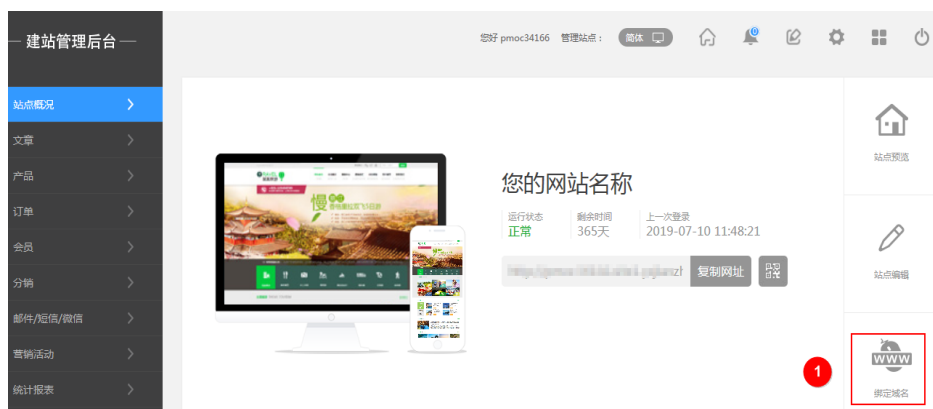 建站管理后台
您好 pmoc34166 管理站点： 简体
站点概况
文章
产品
订单
会员
分销
邮件/短信/微信
营销活动
统计报表
慢
您的网站名称
运行状态 剩余时间 上一次登录
正常 365天 2019-07-10 11:48:21
复制网址
站点预览
站点编辑
1
WWW
绑定域名